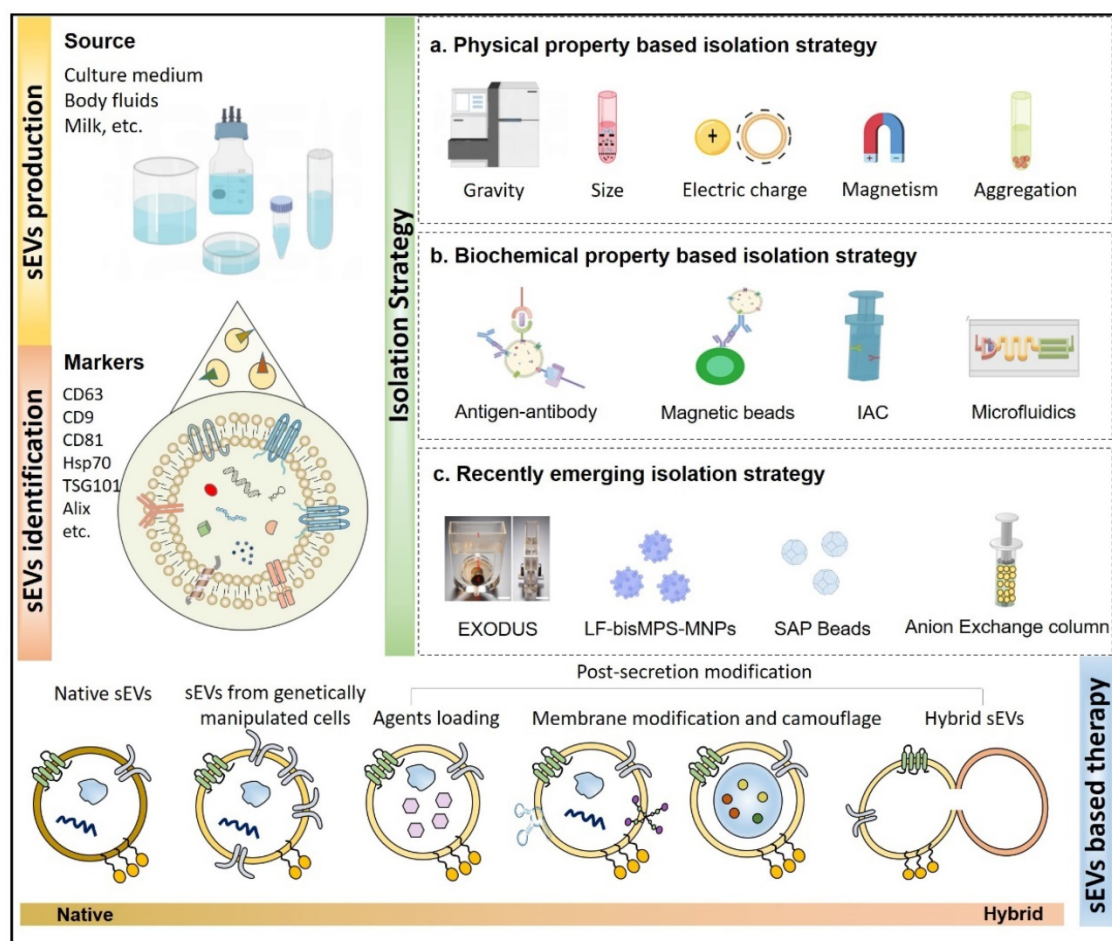 sEVs production
Source
Culture medium
Body fluids
Milk, etc.
sEVs identification
Markers
CD63
CD9
CD81
Hsp70
TSG101
Alix
etc.
Isolation Strategy
a. Physical property based isolation strategy
+
+ -
Gravity
Size
Electric charge
Magnetism
Aggregation
b. Biochemical property based isolation strategy
Antigen-antibody
Magnetic beads
IAC
Microfluidics
c. Recently emerging isolation strategy
EXODUS
LF-bisMPS-MNPs
SAP Beads
Anion Exchange column
Post-secretion modification
Native sEVs
sEVs from genetically
manipulated cells
Agents loading
Membrane modification and camouflage
Hybrid sEVs
sEVs based therapy
Native
Hybrid